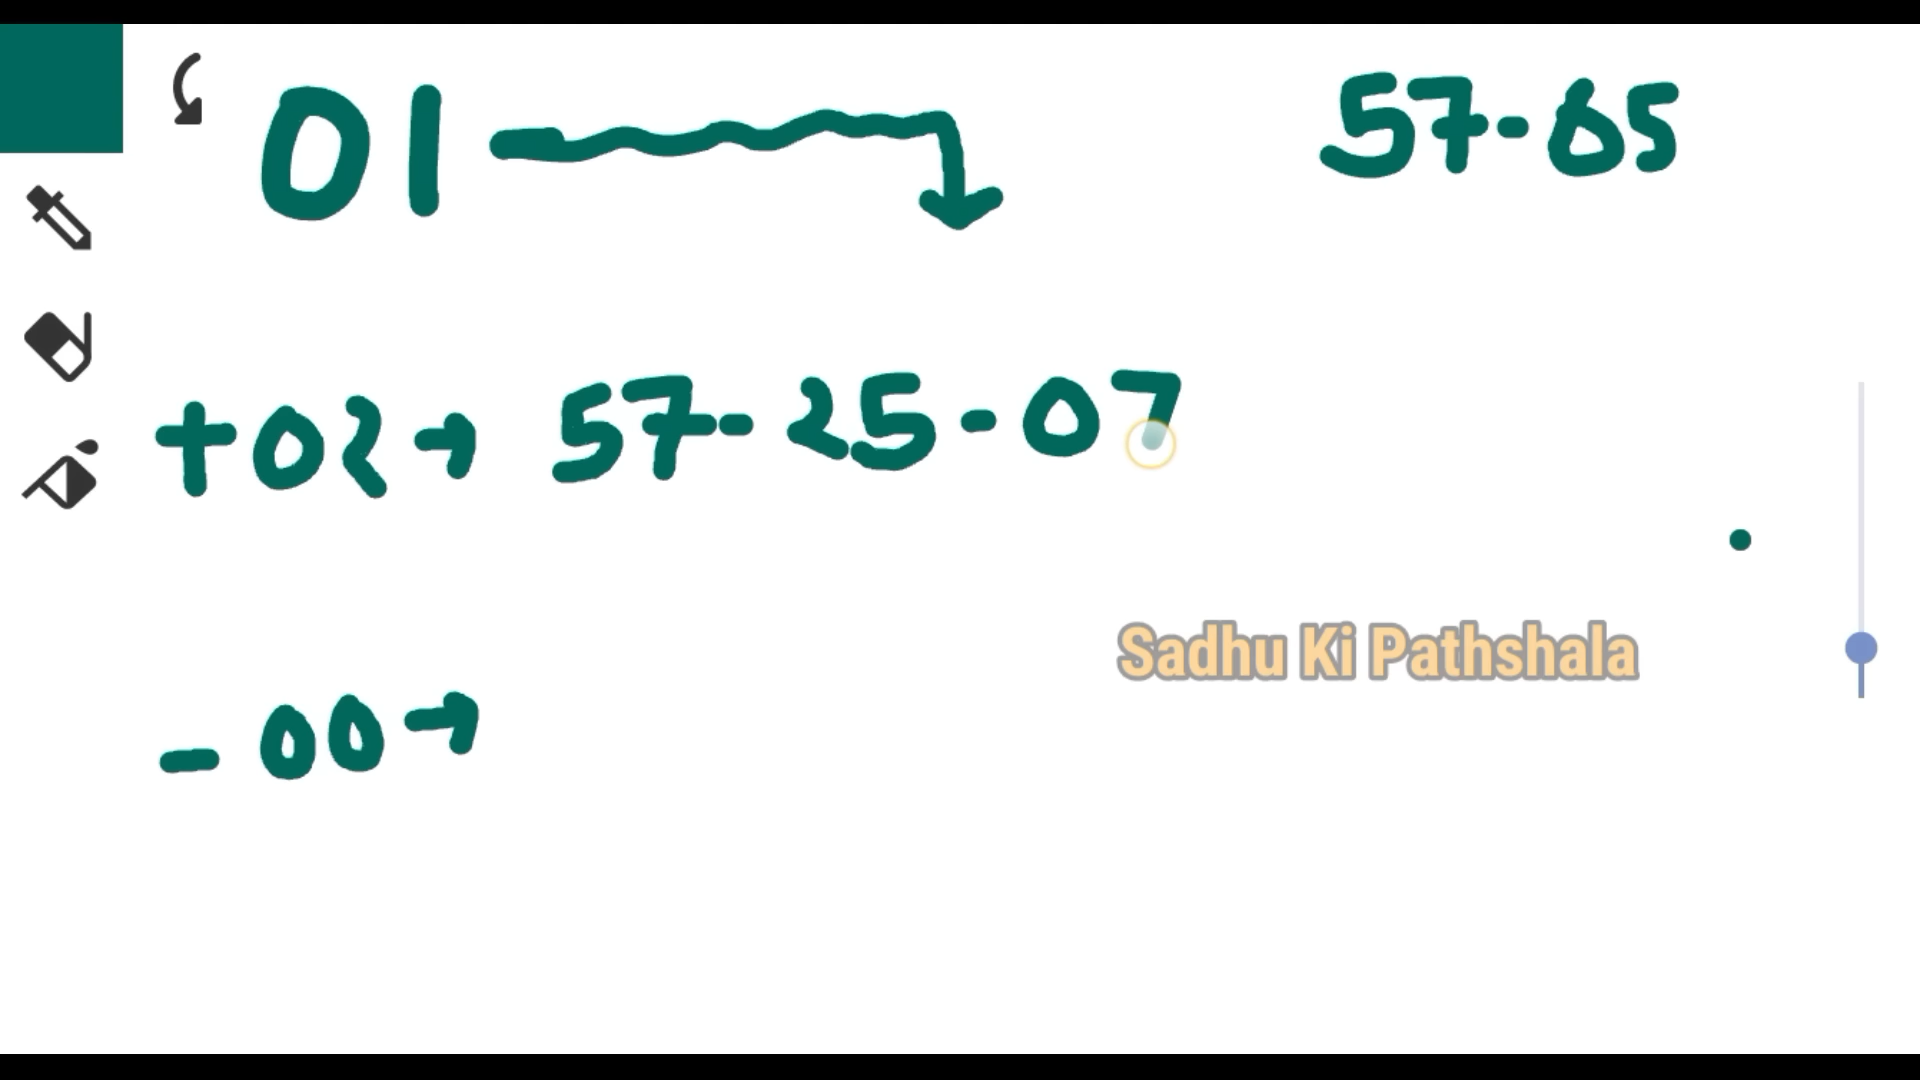 01 → 57-65
+02→ 57-25-07
Sadhu Ki Pathshala
-00→